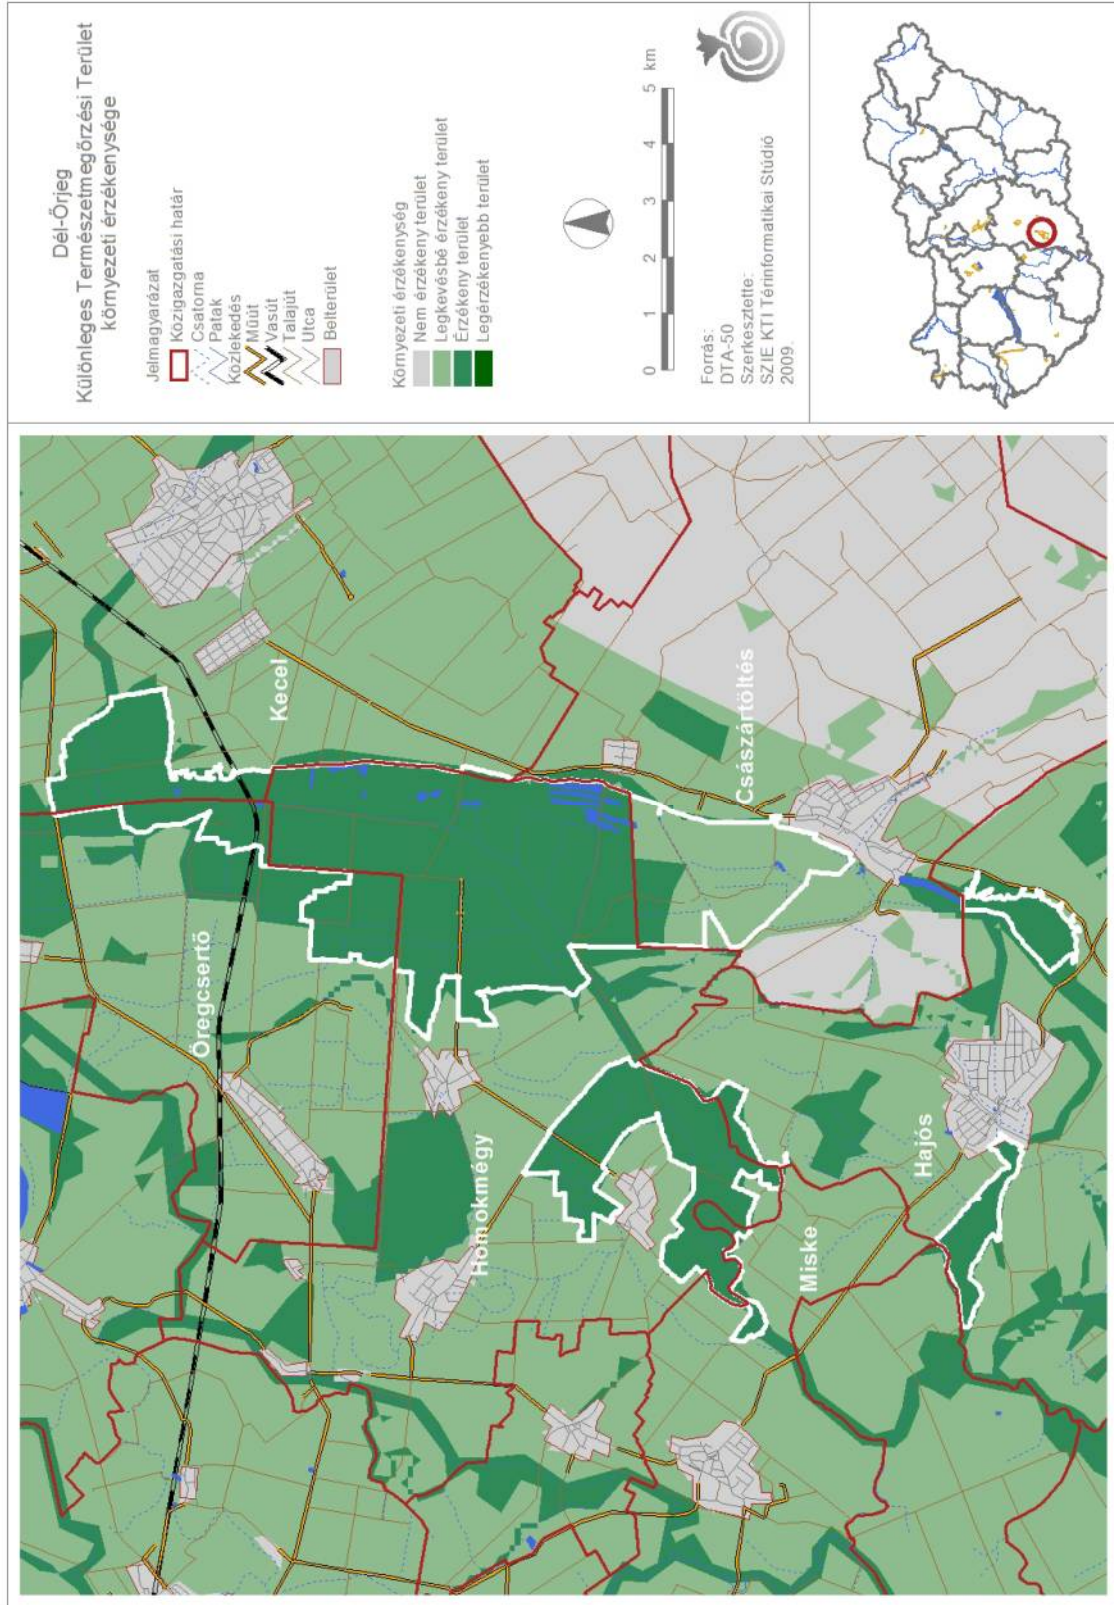 Dél-Őrjeg
Különleges Természetmegőrzési Terület
környezeti érzékenysége
Jelmagyarázat
Közigazgatási határ
Csatorna
Patak
Közlekedés
Műút
Vasút
Talajút
Utca
Belterület
Környezeti érzékenység
Nem érzékeny terület
Legkevésbé érzékeny terület
Érzékeny terület
Legérzékenyebb terület
0 1 2 3 4 5 km
Forrás:
DTA-50
Szerkesztette:
SZIE KTI Térinformatikai Stúdió
2009.
Kecel
Öregcsertő
Császártöltés
Homokmégy
Miske
Hajós